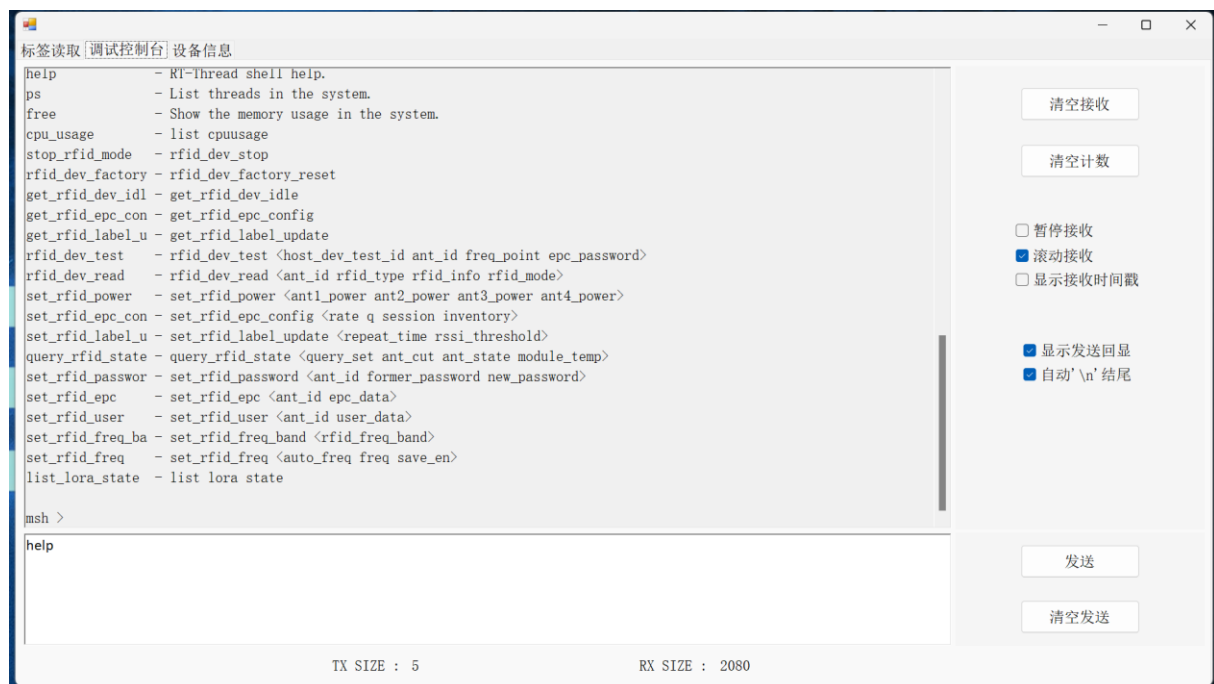 标签读取 调试控制台 设备信息
help - RT-Thread shell help.
ps - List threads in the system.
free - Show the memory usage in the system.
cpu_usage - list cpuusage
stop_rfid_mode - rfid_dev_stop
rfid_dev_factory - rfid_dev_factory_reset
get_rfid_dev_idl - get_rfid_dev_idle
get_rfid_epc_con - get_rfid_epc_config
get_rfid_label_u - get_rfid_label_update
rfid_dev_test - rfid_dev_test <host_dev_test_id ant_id freq_point epc_password>
rfid_dev_read - rfid_dev_read <ant_id rfid_type rfid_info rfid_mode>
set_rfid_power - set_rfid_power <ant1_power ant2_power ant3_power ant4_power>
set_rfid_epc_con - set_rfid_epc_config <rate q session inventory>
set_rfid_label_u - set_rfid_label_update <repeat_time rssi_threshold>
query_rfid_state - query_rfid_state <query_set ant_cut ant_state module_temp>
set_rfid_passwor - set_rfid_password <ant_id former_password new_password>
set_rfid_epc - set_rfid_epc <ant_id epc_data>
set_rfid_user - set_rfid_user <ant_id user_data>
set_rfid_freq_ba - set_rfid_freq_band <rfid_freq_band>
set_rfid_freq - set_rfid_freq <auto_freq freq save_en>
list_lora_state - list lora state
msh >
help
清空接收
清空计数
暂停接收
滚动接收
显示接收时间戳
显示发送回显
自动'\n'结尾
发送
清空发送
TX SIZE : 5 RX SIZE : 2080